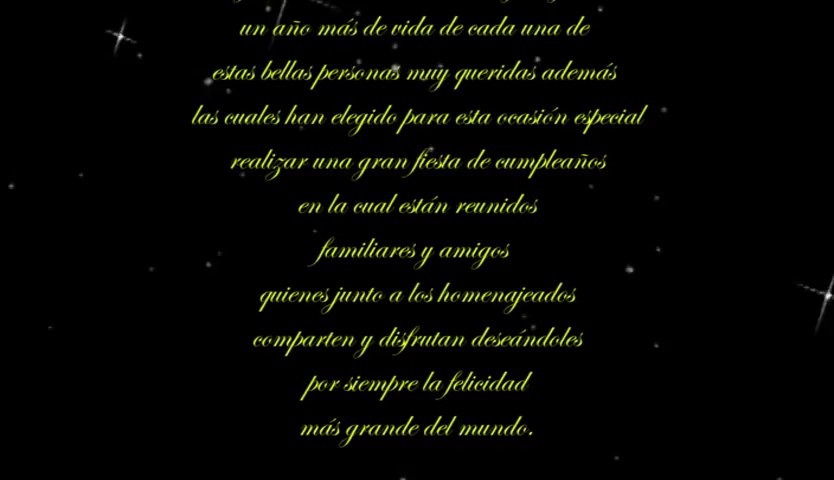 un año más de vida de cada una de
estas bellas personas muy queridas además
las cuales han elegido para esta ocasión especial
realizar una gran fiesta de cumpleaños
en la cual están reunidos
familiares y amigos
quienes junto a los homenajeados
comparten y disfrutan deseándoles
por siempre la felicidad
más grande del mundo.